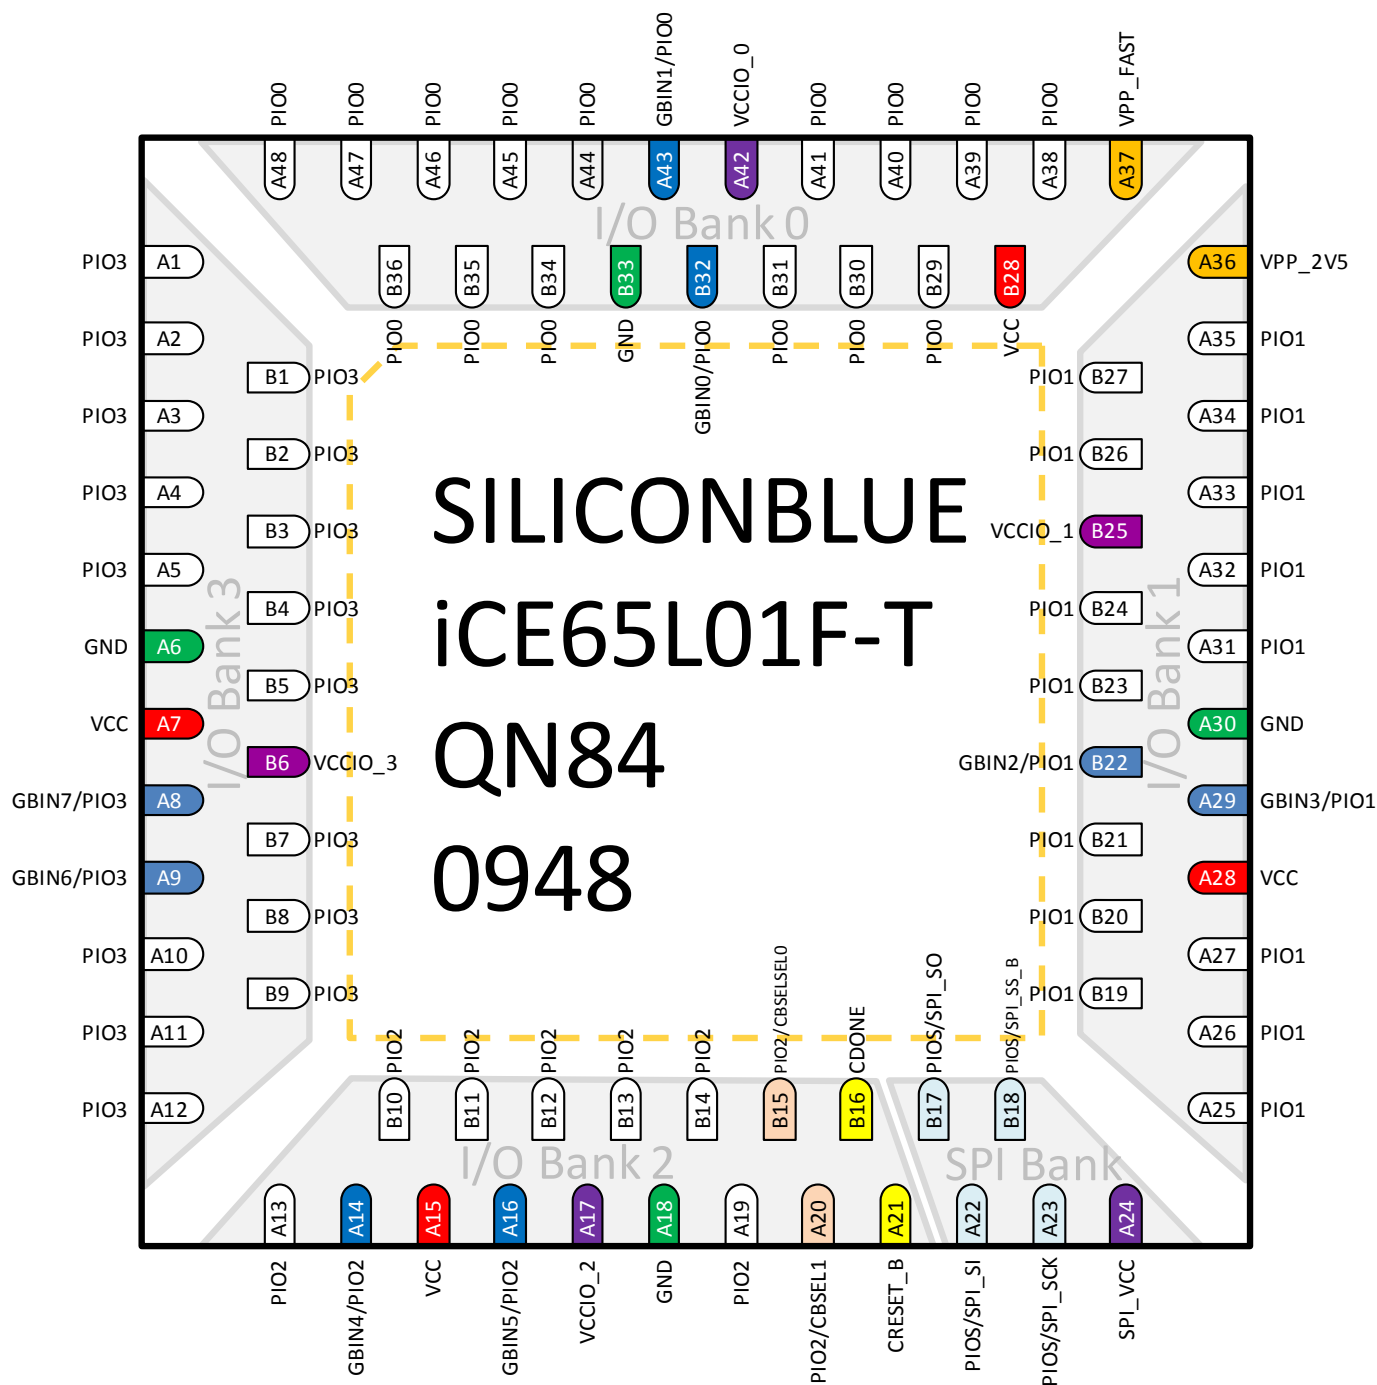 PIO0 PIO0 PIO0 PIO0 PIO0 GBIN1/PIO0 VCCIO_0 PIO0 PIO0 PIO0 PIO0 VPP_FAST
A48 A47 A46 A45 A44 A43 A42 A41 A40 A39 A38 A37
I/O Bank 0
B36 B35 B34 B33 B32 B31 B30 B29 B28
PIO0 PIO0 PIO0 GND GBIN0/PIO0 PIO0 PIO0 PIO0 VCC
PIO3 A1
PIO3 A2
PIO3 A3
PIO3 A4
PIO3 A5
GND A6
VCC A7
GBIN7/PIO3 A8
GBIN6/PIO3 A9
PIO3 A10
PIO3 A11
PIO3 A12
I/O Bank 3
B1 PIO3
B2 PIO3
B3 PIO3
B4 PIO3
B5 PIO3
B6 VCCIO_3
B7 PIO3
B8 PIO3
B9 PIO3
SILICONBLUE
iCE65L01F-T
QN84
0948
PIO1 B27
PIO1 B26
VCCIO_1 B25
PIO1 B24
PIO1 B23
GBIN2/PIO1 B22
PIO1 B21
PIO1 B20
PIO1 B19
I/O Bank 1
A36 VPP_2V5
A35 PIO1
A34 PIO1
A33 PIO1
A32 PIO1
A31 PIO1
A30 GND
A29 GBIN3/PIO1
A28 VCC
A27 PIO1
A26 PIO1
A25 PIO1
PIO2 PIO2 PIO2 PIO2 PIO2 PIO2/CBSELSEL0 CDONE PIOS/SPI_SO PIOS/SPI_SS_B
B10 B11 B12 B13 B14 B15 B16 B17 B18
I/O Bank 2 SPI Bank
A13 A14 A15 A16 A17 A18 A19 A20 A21 A22 A23 A24
PIO2 GBIN4/PIO2 VCC GBIN5/PIO2 VCCIO_2 GND PIO2 PIO2/CBSEL1 CRESET_B PIOS/SPI_SI PIOS/SPI_SCK SPI_VCC